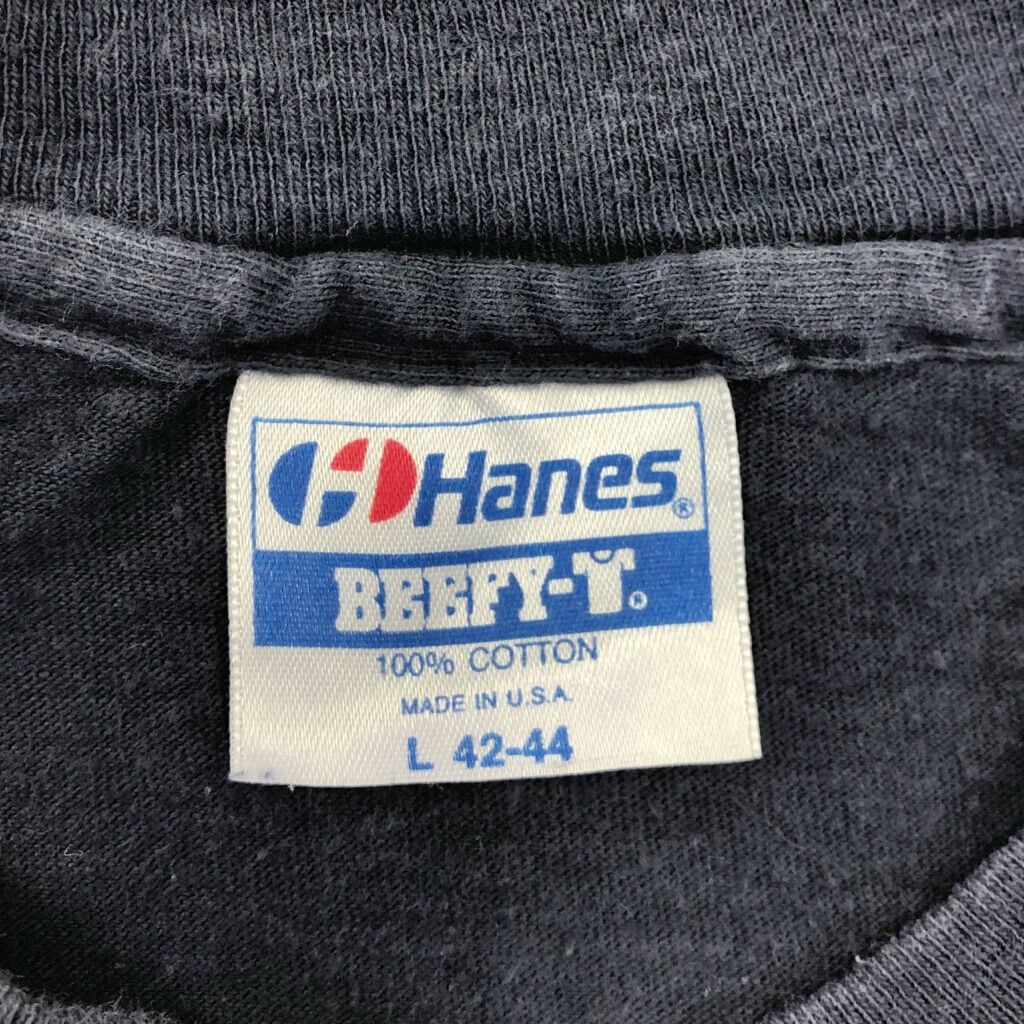 Hanes®
BEEFY-T®
100% COTTON
MADE IN U.S.A.
L 42-44